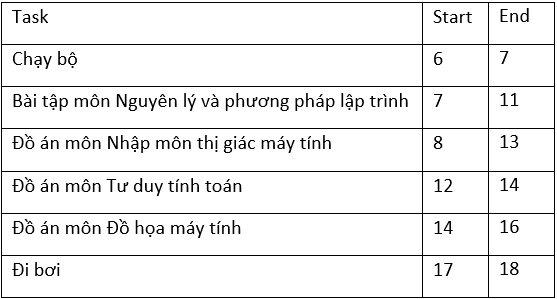 Task Start End
Chạy bộ 6 7
Bài tập môn Nguyên lý và phương pháp lập trình 7 11
Đồ án môn Nhập môn thị giác máy tính 8 13
Đồ án môn Tư duy tính toán 12 14
Đồ án môn Đồ họa máy tính 14 16
Đi bơi 17 18